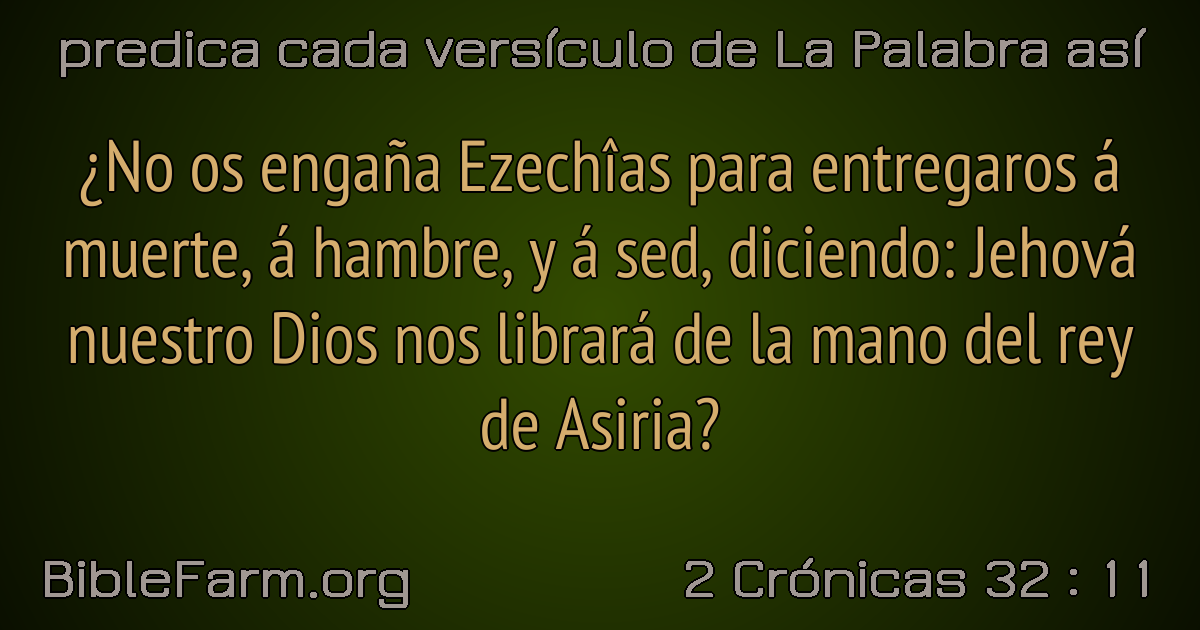 predica cada versículo de La Palabra así
¿No os engaña Ezechîas para entregaros á
muerte, á hambre, y á sed, diciendo: Jehová
nuestro Dios nos librará de la mano del rey
de Asiria?
BibleFarm.org
2 Crónicas 32 : 11